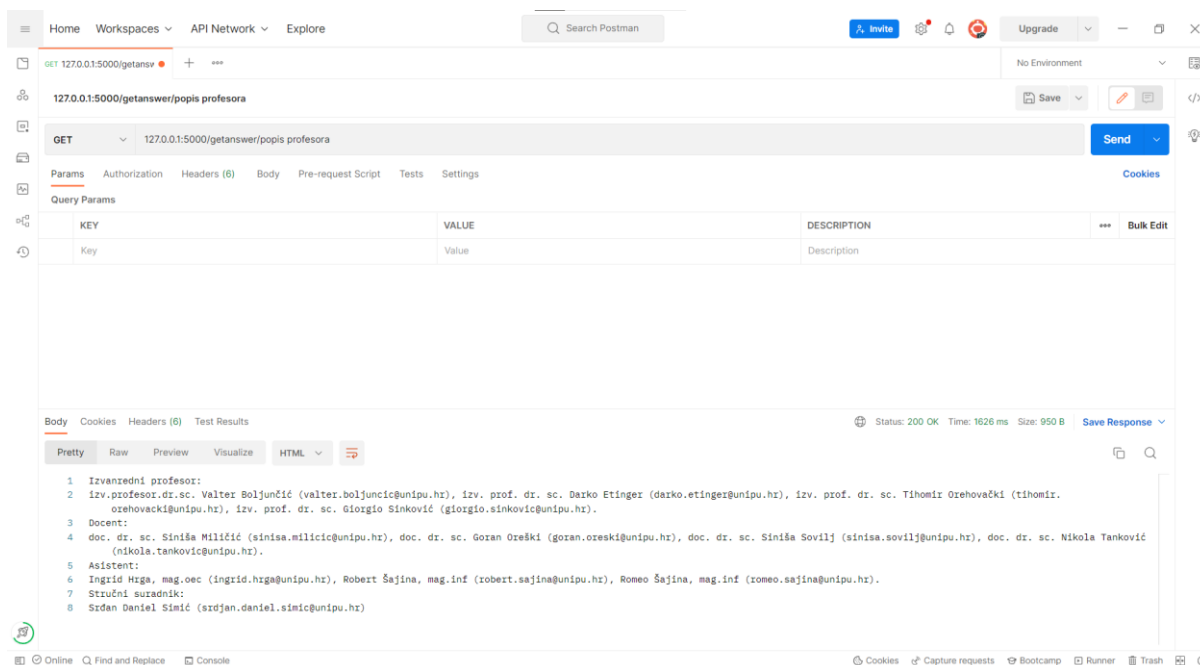 Home Workspaces API Network Explore Search Postman Invite Upgrade
GET 127.0.0.1:5000/getansv No Environment
127.0.0.1:5000/getanswer/popis profesora Save
GET 127.0.0.1:5000/getanswer/popis profesora Send
Params Authorization Headers (6) Body Pre-request Script Tests Settings Cookies
Query Params
KEY VALUE DESCRIPTION Bulk Edit
Key Value Description
Body Cookies Headers (6) Test Results Status: 200 OK Time: 1626 ms Size: 950 B Save Response
Pretty Raw Preview Visualize HTML
1 Izvanredni profesor:
2 izv.profesor.dr.sc. Valter Boljunčić (valter.boljuncic@unipu.hr), izv. prof. dr. sc. Darko Etinger (darko.etinger@unipu.hr), izv. prof. dr. sc. Tihomir Orehovački (tihomir.
orehovacki@unipu.hr), izv. prof. dr. sc. Giorgio Sinković (giorgio.sinkovic@unipu.hr).
3 Docent:
4 doc. dr. sc. Siniša Miličić (sinisa.milicic@unipu.hr), doc. dr. sc. Goran Oreški (goran.oreski@unipu.hr), doc. dr. sc. Siniša Sovilj (sinisa.sovilj@unipu.hr), doc. dr. sc. Nikola Tanković
(nikola.tankovic@unipu.hr).
5 Asistent:
6 Ingrid Hrga, mag.oec (ingrid.hrga@unipu.hr), Robert Šajina, mag.inf (robert.sajina@unipu.hr), Romeo Šajina, mag.inf (romeo.sajina@unipu.hr).
7 Stručni suradnik:
8 Srđan Daniel Simić (srdjan.daniel.simic@unipu.hr)
Online Find and Replace Console Cookies Capture requests Bootcamp Runner Trash